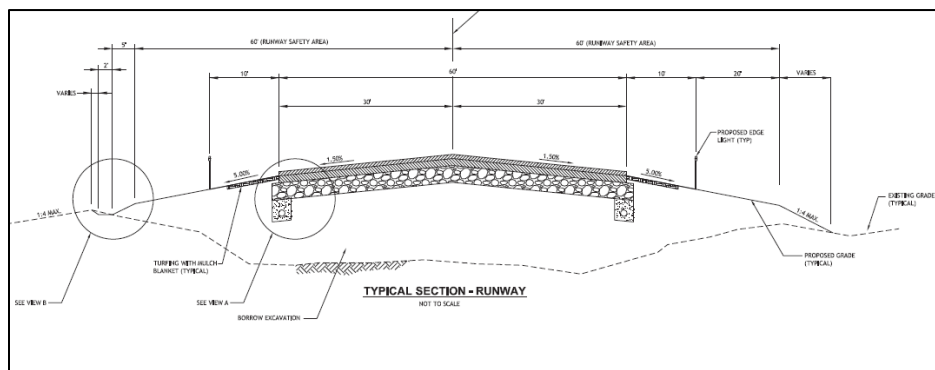 9'
60' (RUNWAY SAFETY AREA)
60' (RUNWAY SAFETY AREA)
2'
VARIES
10'
60'
10'
20'
VARIES
30'
30'
PROPOSED EDGE
LIGHT (TYP)
1.50%
1.50%
5.00%
5.00%
1:4 MAX.
1:4 MAX.
EXISTING GRADE
(TYPICAL)
TURFING WITH MULCH
BLANKET (TYPICAL)
PROPOSED GRADE
(TYPICAL)
SEE VIEW B
SEE VIEW A
TYPICAL SECTION - RUNWAY
NOT TO SCALE
BORROW EXCAVATION